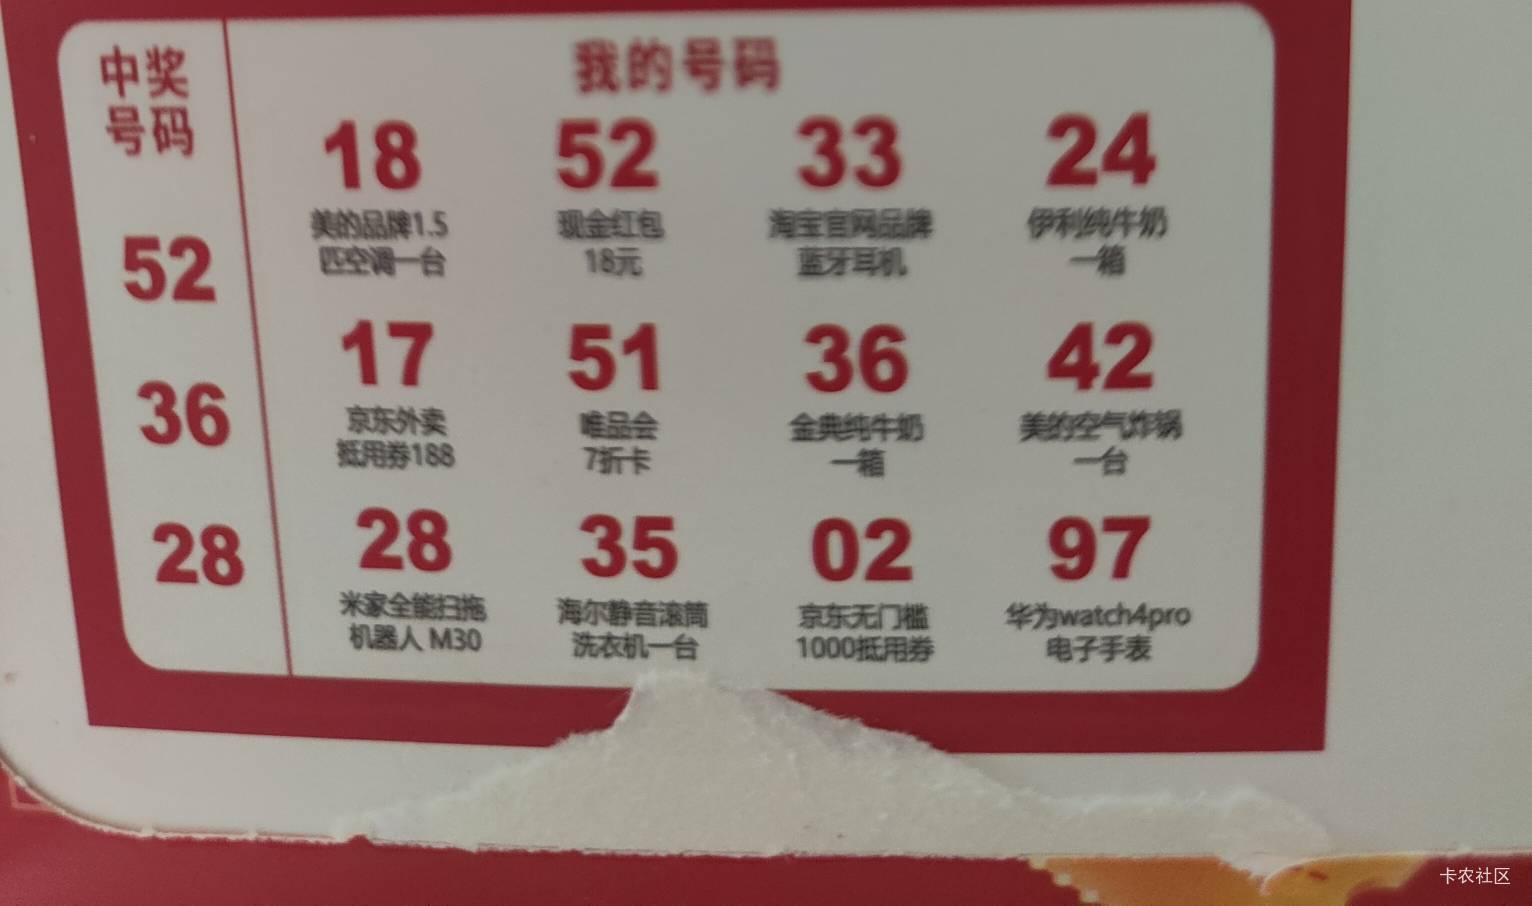 中奖
号码
52
36
28
我的号码
18 52 33 24
美的品牌1.5 现金红包 淘宝官网品牌 伊利纯牛奶
匹空调一台 18元 蓝牙耳机 一箱
17 51 36 42
京东外卖 唯品会 金典纯牛奶 美的空气炸锅
抵用券188 7折卡 一箱 一台
28 35 02 97
米家全能扫拖 海尔静音滚筒 京东无门槛 华为watch4pro
机器人 M30 洗衣机一台 1000抵用券 电子手表
卡农社区